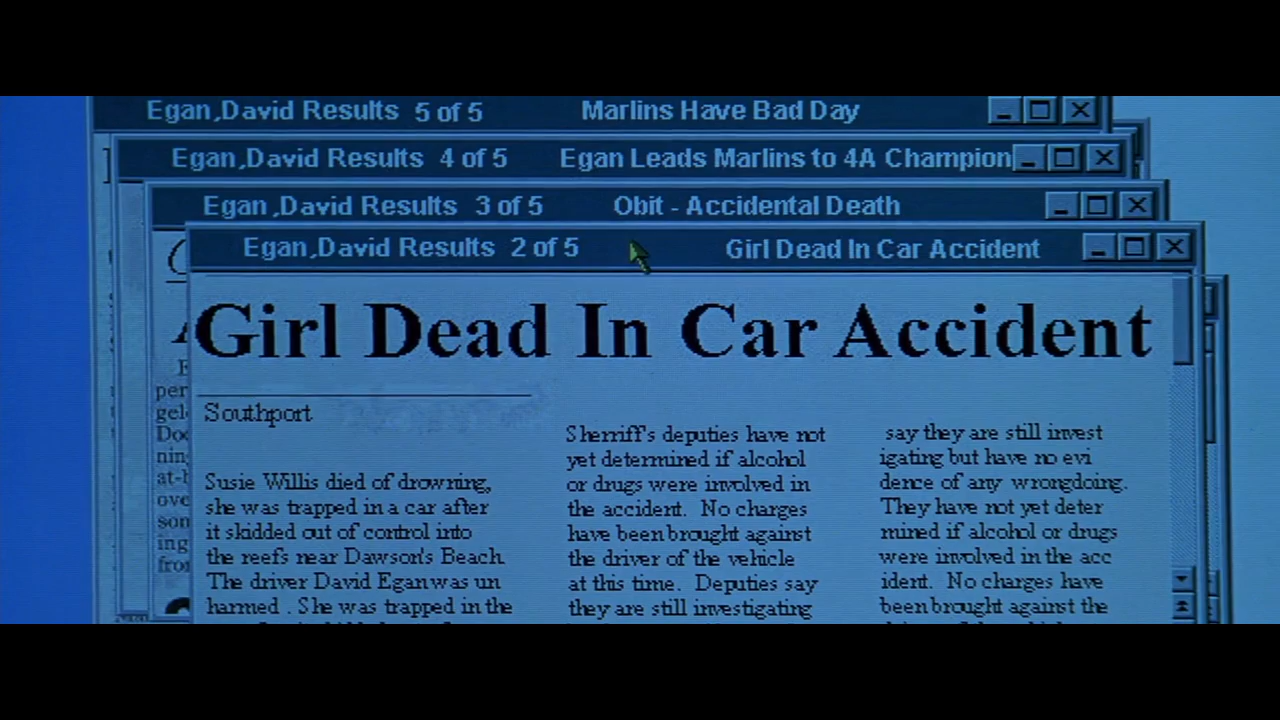 Egan,David Results 5 of 5 Marlins Have Bad Day
Egan,David Results 4 of 5 Egan Leads Marlins to 4A Champion
Egan ,David Results 3 of 5 Obit - Accidental Death
Egan,David Results 2 of 5 Girl Dead In Car Accident
Girl Dead In Car Accident
Southport
Susie Willis died of drowning,
she was trapped in a car after
it skidded out of control into
the reefs near Dawson's Beach.
The driver David Egan was un
harmed . She was trapped in the
Sherriff's deputies have not
yet determined if alcohol
or drugs were involved in
the accident. No charges
have been brought against
the driver of the vehicle
at this time. Deputies say
they are still investigating
say they are still invest
igating but have no evi
dence of any wrongdoing.
They have not yet deter
mined if alcohol or drugs
were involved in the acc
ident. No charges have
been brought against the